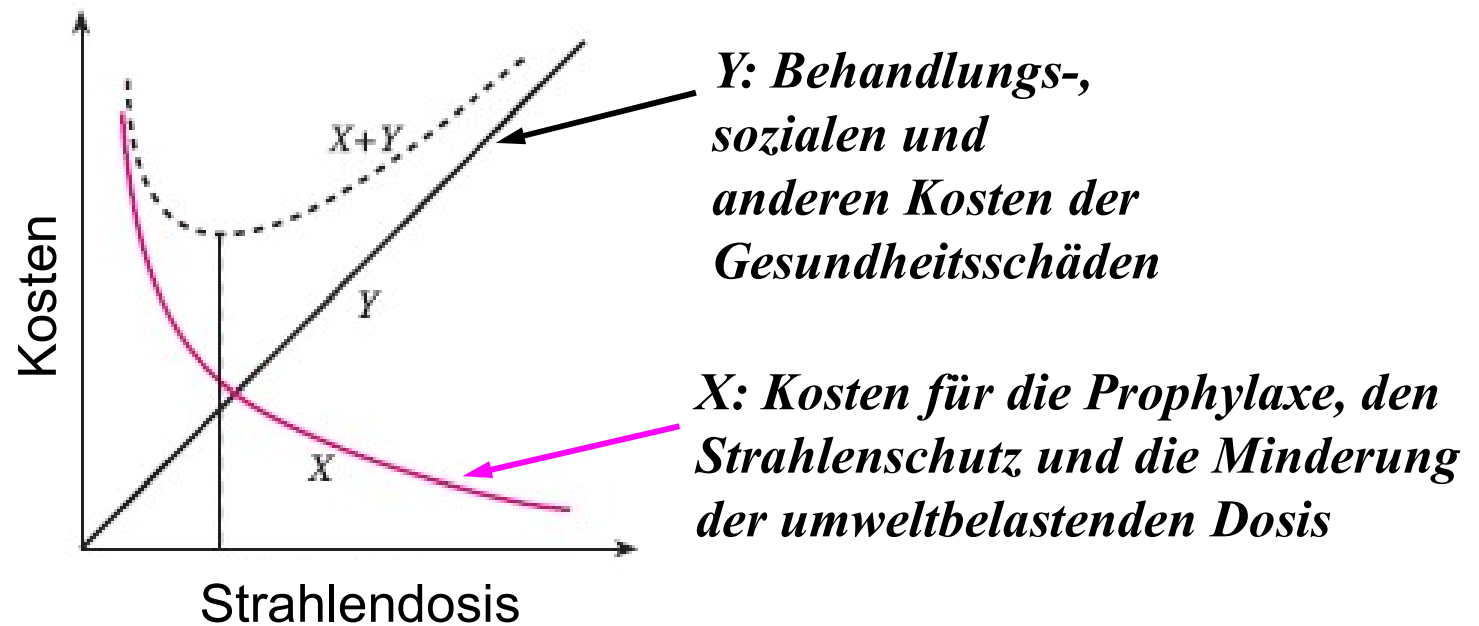 Y: Behandlungs-,
sozialen und
anderen Kosten der
Gesundheitsschäden
X+Y
Kosten
Y
X: Kosten für die Prophylaxe, den
Strahlenschutz und die Minderung
der umweltbelastenden Dosis
X
Strahlendosis